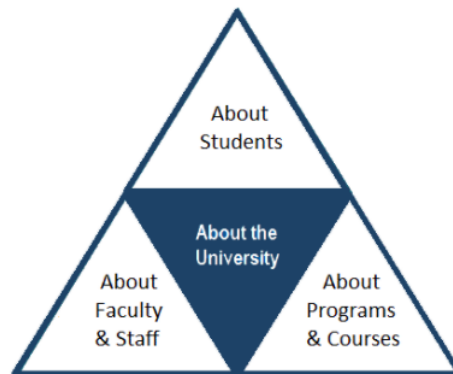 About
Students
About the
University
About
Faculty
& Staff
About
Programs
& Courses